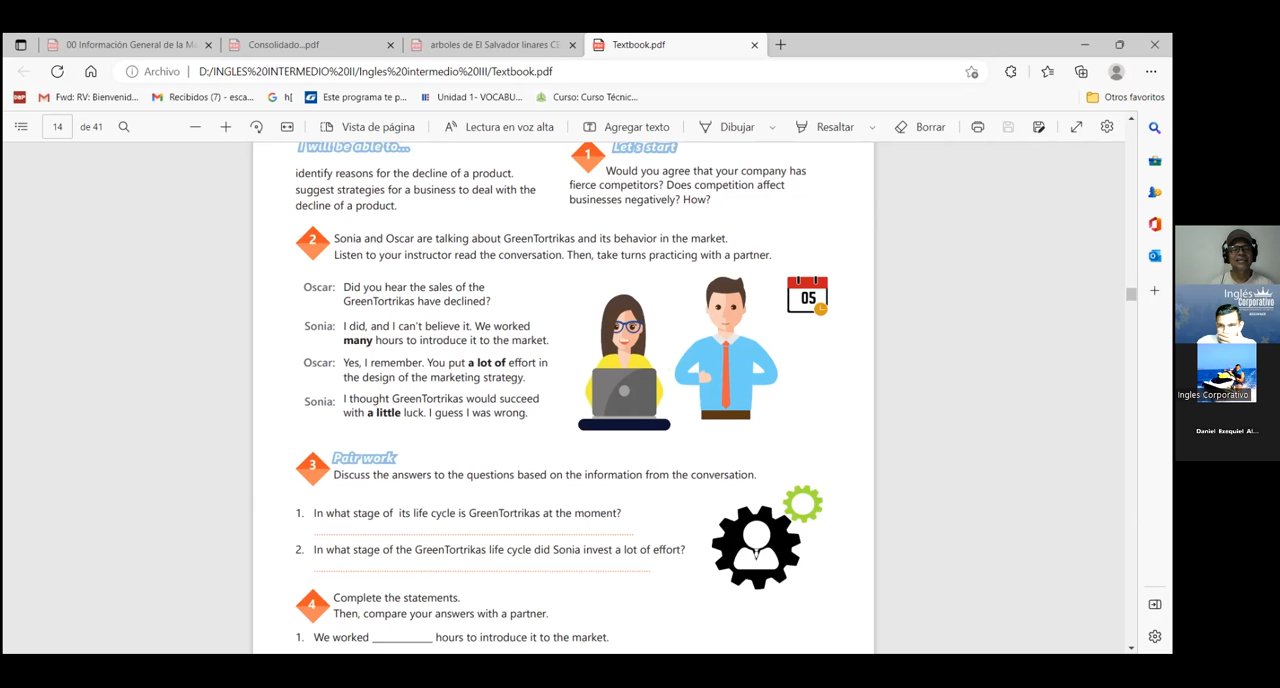 00 Información General de la M
Consolidado...pdf
arboles de El Salvador linares CE
Textbook.pdf
Archivo
D:/INGLES%20INTERMEDIO%20II/Ingles%20intermedio%20III/Textbook.pdf
Fwd: RV: Bienvenid...
Recibidos (7) - esca...
h[
Este programa te p...
Unidad 1- VOCABU...
Curso: Curso Técnic...
Otros favoritos
14
de 41
Vista de página
Lectura en voz alta
Agregar texto
Dibujar
Resaltar
Borrar
I will be able to...
identify reasons for the decline of a product.
suggest strategies for a business to deal with the
decline of a product.
1
Let's start
Would you agree that your company has
fierce competitors? Does competition affect
businesses negatively? How?
2
Sonia and Oscar are talking about GreenTortrikas and its behavior in the market.
Listen to your instructor read the conversation. Then, take turns practicing with a partner.
Oscar: Did you hear the sales of the
GreenTortrikas have declined?
Sonia: I did, and I can't believe it. We worked
many hours to introduce it to the market.
Oscar: Yes, I remember. You put a lot of effort in
the design of the marketing strategy.
Sonia: I thought GreenTortrikas would succeed
with a little luck. I guess I was wrong.
05
3
Pair work
Discuss the answers to the questions based on the information from the conversation.
1. In what stage of its life cycle is GreenTortrikas at the moment?
2. In what stage of the GreenTortrikas life cycle did Sonia invest a lot of effort?
4
Complete the statements.
Then, compare your answers with a partner.
1. We worked __________ hours to introduce it to the market.
Inglés
Corporativo
Ingles Corporativo
Daniel Ezequiel Al...